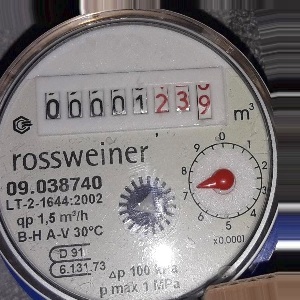 00001239
m³
rossweiner
09.038740
LT-2-1644:2002
qp 1,5 m³/h
B-H A-V 30°C
D 91
6.131.73
Δp 100 kPa
p max 1 MPa
0
9
1
8
2
7
3
6
4
5
x0,0001